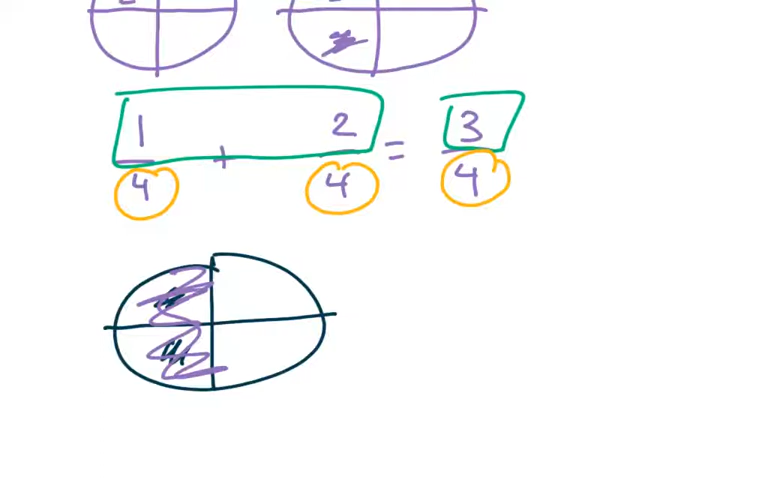 1/4 + 2/4 = 3/4